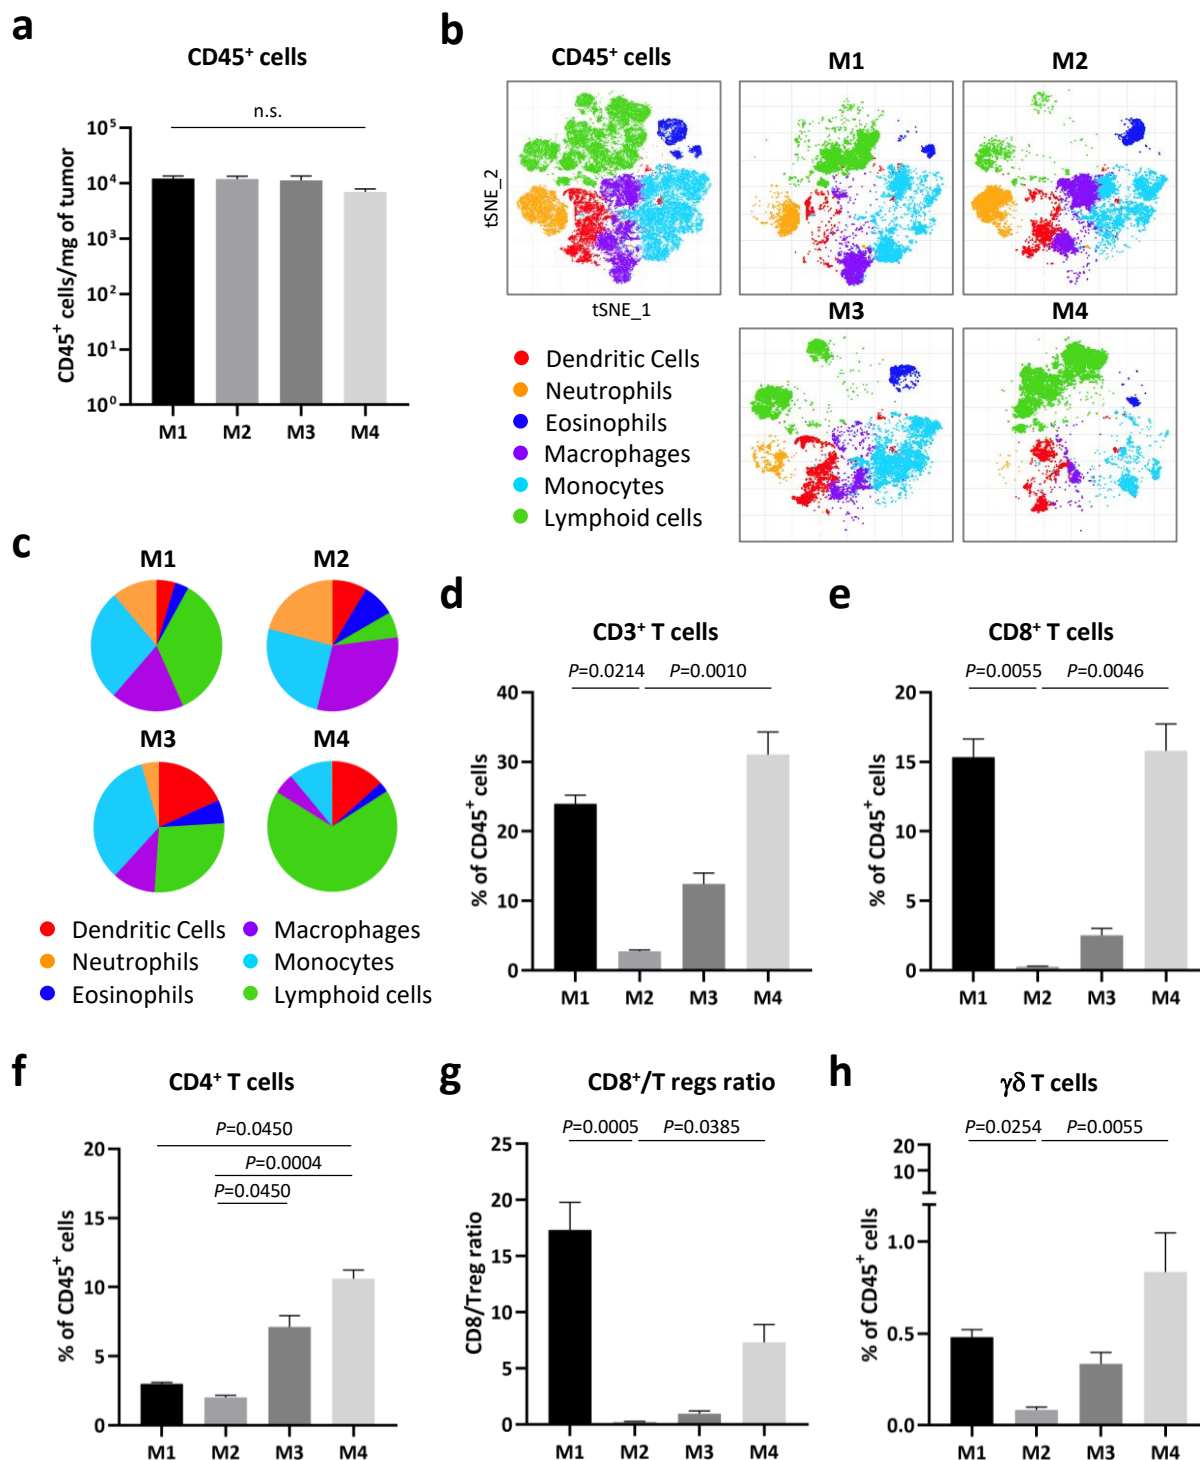 a
CD45⁺ cells
n.s.
CD45⁺ cells/mg of tumor
10⁵
10⁴
10³
10²
10¹
10⁰
M1 M2 M3 M4
b
CD45⁺ cells
M1
M2
tSNE_2
tSNE_1
M3
M4
Dendritic Cells
Neutrophils
Eosinophils
Macrophages
Monocytes
Lymphoid cells
c
M1
M2
M3
M4
Dendritic Cells
Neutrophils
Eosinophils
Macrophages
Monocytes
Lymphoid cells
d
CD3⁺ T cells
P=0.0214
P=0.0010
% of CD45⁺ cells
40
30
20
10
0
M1 M2 M3 M4
e
CD8⁺ T cells
P=0.0055
P=0.0046
% of CD45⁺ cells
20
15
10
5
0
M1 M2 M3 M4
f
CD4⁺ T cells
P=0.0450
P=0.0004
P=0.0450
% of CD45⁺ cells
20
15
10
5
0
M1 M2 M3 M4
g
CD8⁺/T regs ratio
P=0.0005
P=0.0385
CD8/Treg ratio
25
20
15
10
5
0
M1 M2 M3 M4
h
γδ T cells
P=0.0254
P=0.0055
% of CD45⁺ cells
20
10
1.0
0.5
0.0
M1 M2 M3 M4